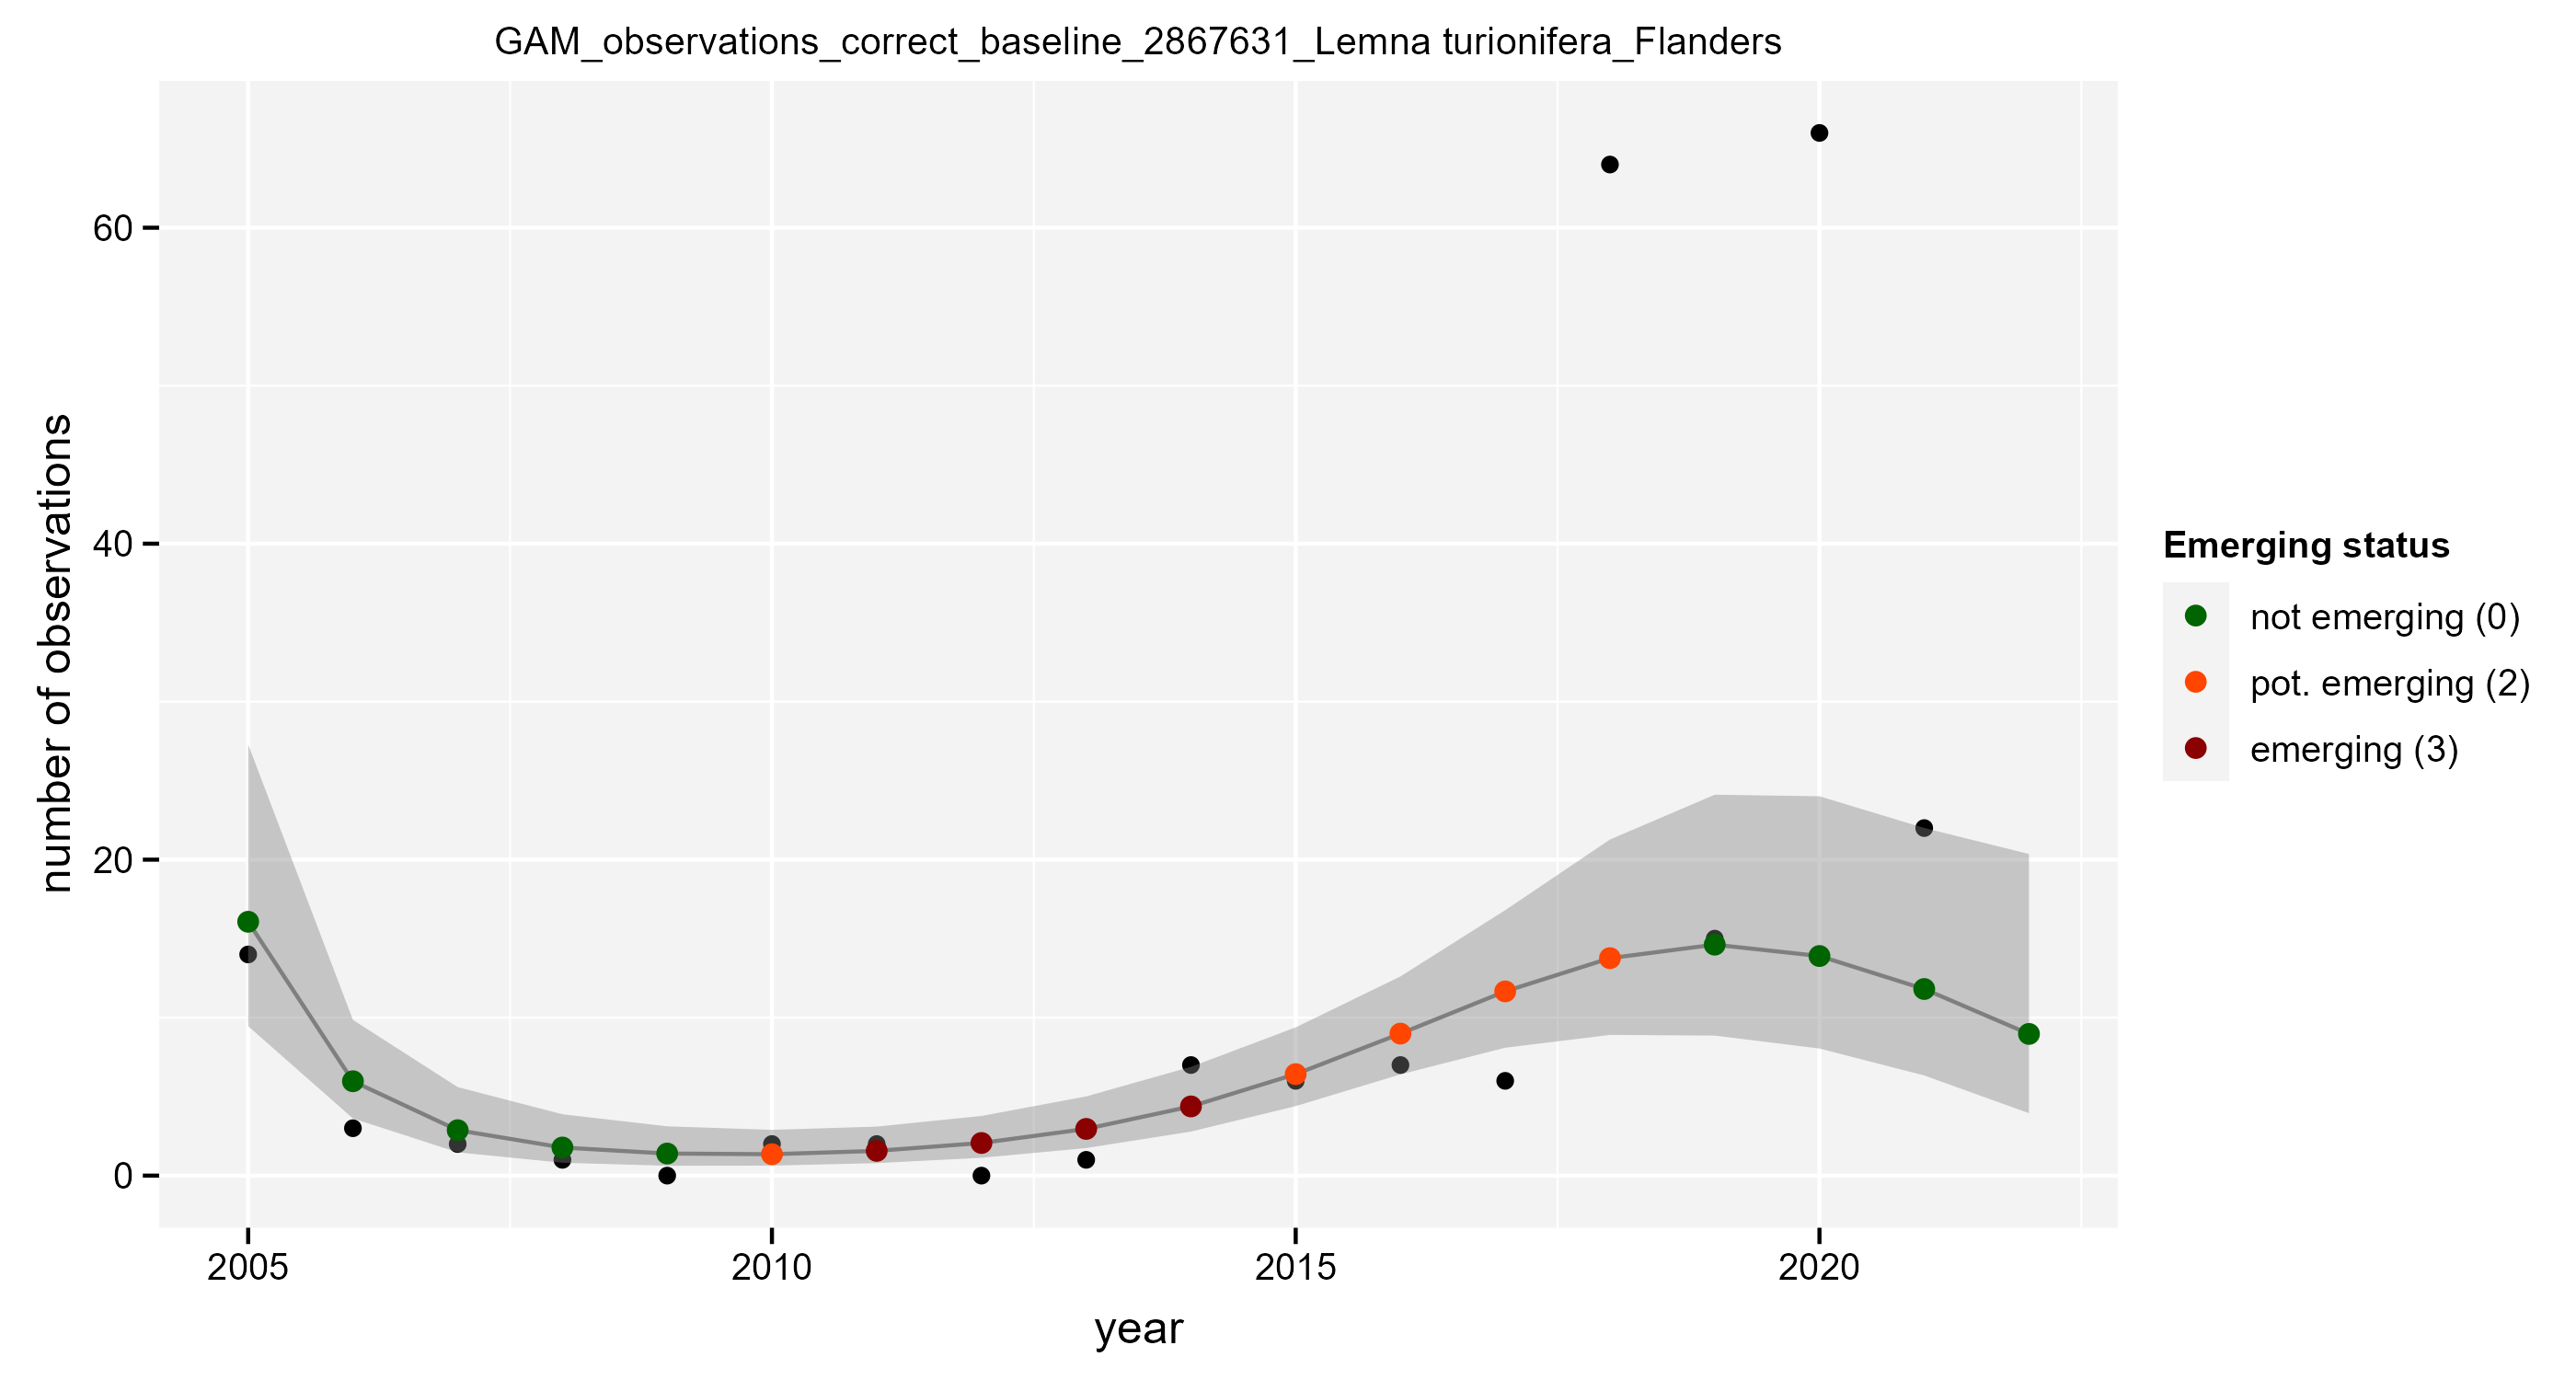 GAM_observations_correct_baseline_2867631_Lemna turionifera_Flanders
number of observations
60
40
20
0
2005
2010
2015
2020
year
Emerging status
not emerging (0)
pot. emerging (2)
emerging (3)